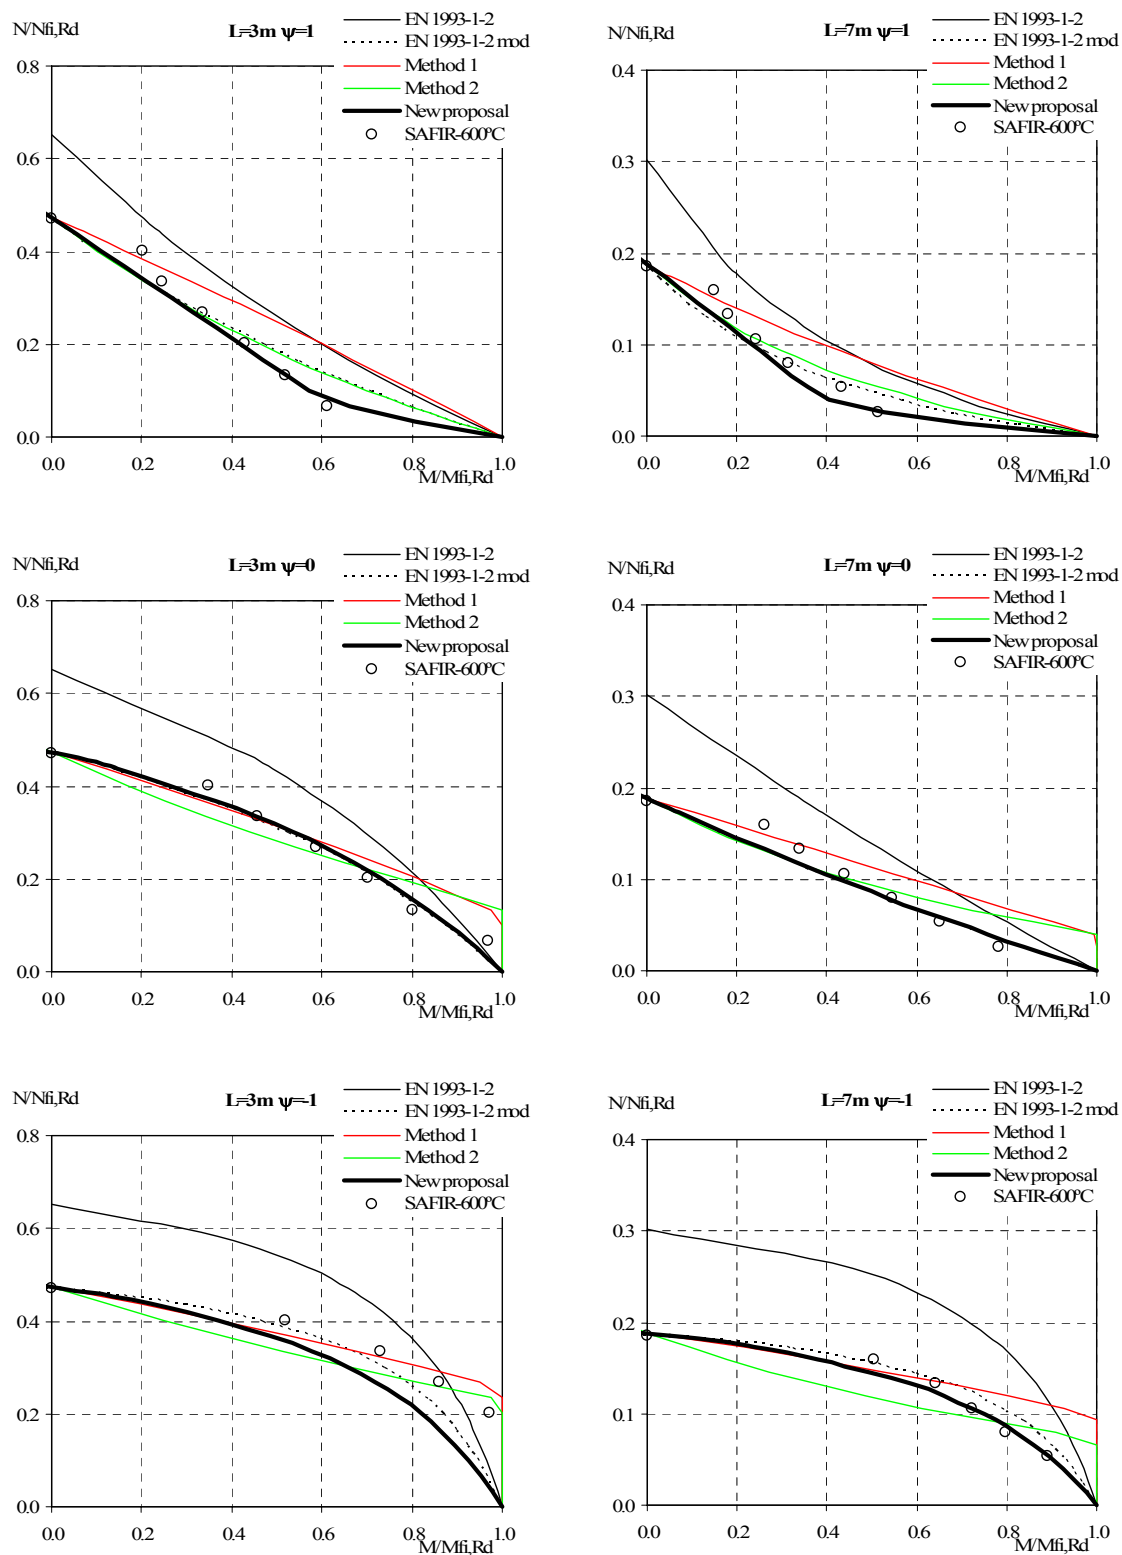 N/Nfi,Rd
L=3m ψ=1
EN 1993-1-2
EN 1993-1-2 mod
Method 1
Method 2
New proposal
SAFIR-600ºC
0.8
0.6
0.4
0.2
0.0
0.0 0.2 0.4 0.6 0.8 1.0
M/Mfi,Rd
N/Nfi,Rd
L=7m ψ=1
EN 1993-1-2
EN 1993-1-2 mod
Method 1
Method 2
New proposal
SAFIR-600ºC
0.4
0.3
0.2
0.1
0.0
0.0 0.2 0.4 0.6 0.8 1.0
M/Mfi,Rd
N/Nfi,Rd
L=3m ψ=0
EN 1993-1-2
EN 1993-1-2 mod
Method 1
Method 2
New proposal
SAFIR-600ºC
0.8
0.6
0.4
0.2
0.0
0.0 0.2 0.4 0.6 0.8 1.0
M/Mfi,Rd
N/Nfi,Rd
L=7m ψ=0
EN 1993-1-2
EN 1993-1-2 mod
Method 1
Method 2
New proposal
SAFIR-600ºC
0.4
0.3
0.2
0.1
0.0
0.0 0.2 0.4 0.6 0.8 1.0
M/Mfi,Rd
N/Nfi,Rd
L=3m ψ=-1
EN 1993-1-2
EN 1993-1-2 mod
Method 1
Method 2
New proposal
SAFIR-600ºC
0.8
0.6
0.4
0.2
0.0
0.0 0.2 0.4 0.6 0.8 1.0
M/Mfi,Rd
N/Nfi,Rd
L=7m ψ=-1
EN 1993-1-2
EN 1993-1-2 mod
Method 1
Method 2
New proposal
SAFIR-600ºC
0.4
0.3
0.2
0.1
0.0
0.0 0.2 0.4 0.6 0.8 1.0
M/Mfi,Rd